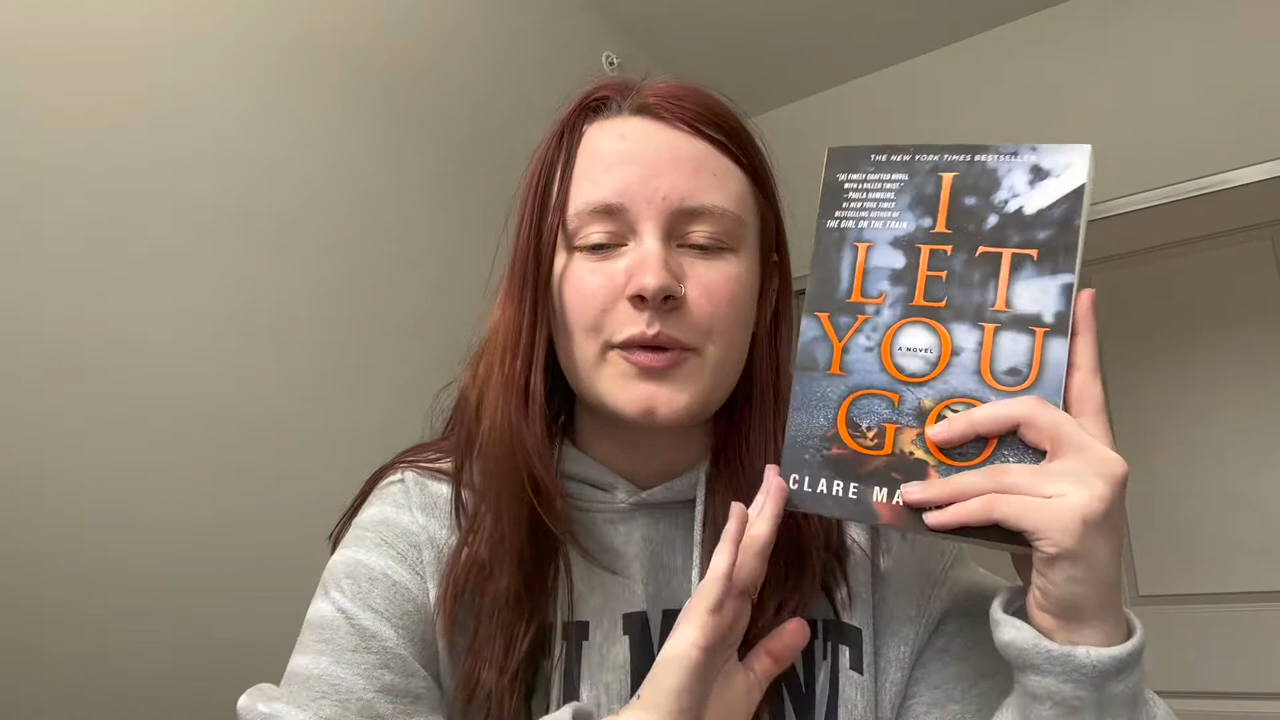 THE NEW YORK TIMES BESTSELLER
"[A] FINELY CRAFTED NOVEL
WITH A KILLER TWIST."
—PAULA HAWKINS,
#1 NEW YORK TIMES
BESTSELLING AUTHOR OF
THE GIRL ON THE TRAIN
I
LET
YOU
A NOVEL
GO
CLARE MA